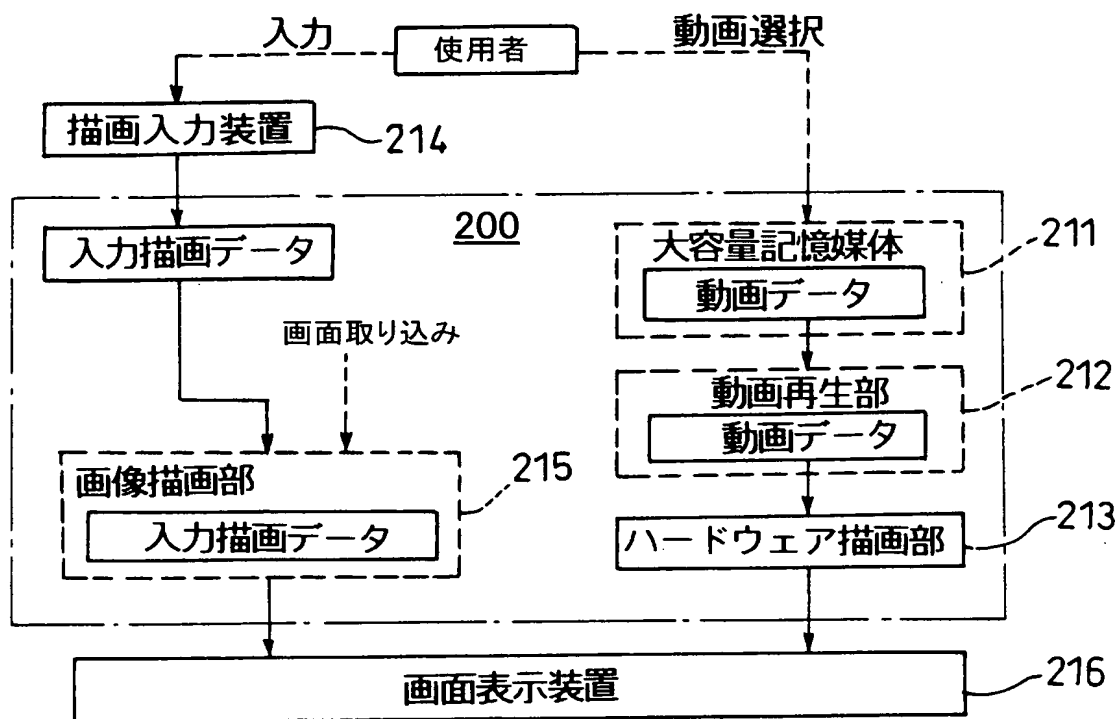 入力
使用者
動画選択
描画入力装置
214
200
入力描画データ
大容量記憶媒体
211
動画データ
画面取り込み
動画再生部
212
動画データ
画像描画部
215
入力描画データ
ハードウェア描画部
213
画面表示装置
216